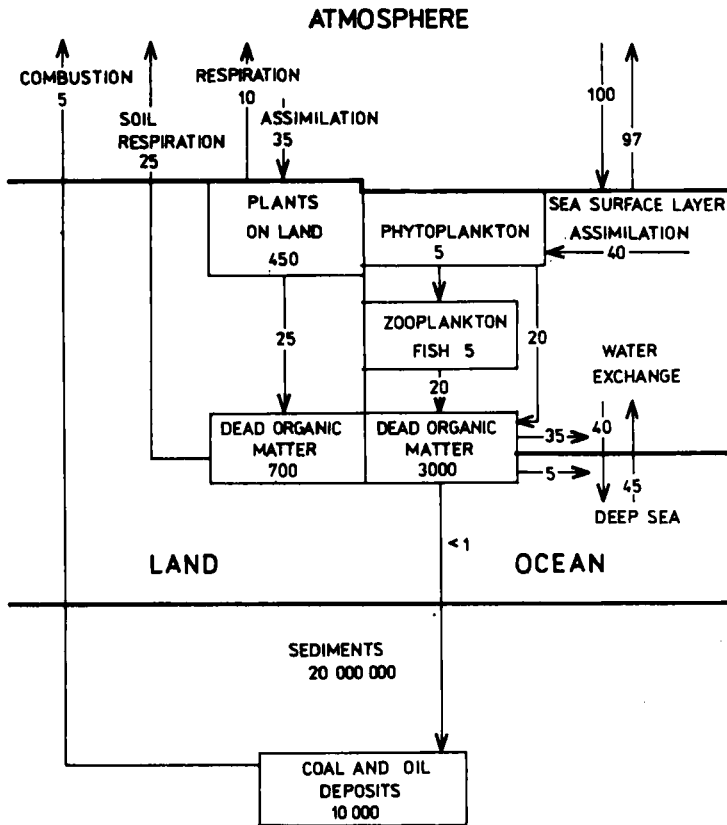 ATMOSPHERE
COMBUSTION
5
SOIL
RESPIRATION
25
RESPIRATION
10
ASSIMILATION
35
100
97
PLANTS
ON LAND
450
PHYTOPLANKTON
5
SEA SURFACE LAYER
ASSIMILATION
40
ZOOPLANKTON
FISH 5
25
20
20
WATER
EXCHANGE
DEAD ORGANIC
MATTER
700
DEAD ORGANIC
MATTER
3000
35
5
40
45
DEEP SEA
<1
LAND
OCEAN
SEDIMENTS
20 000 000
COAL AND OIL
DEPOSITS
10 000